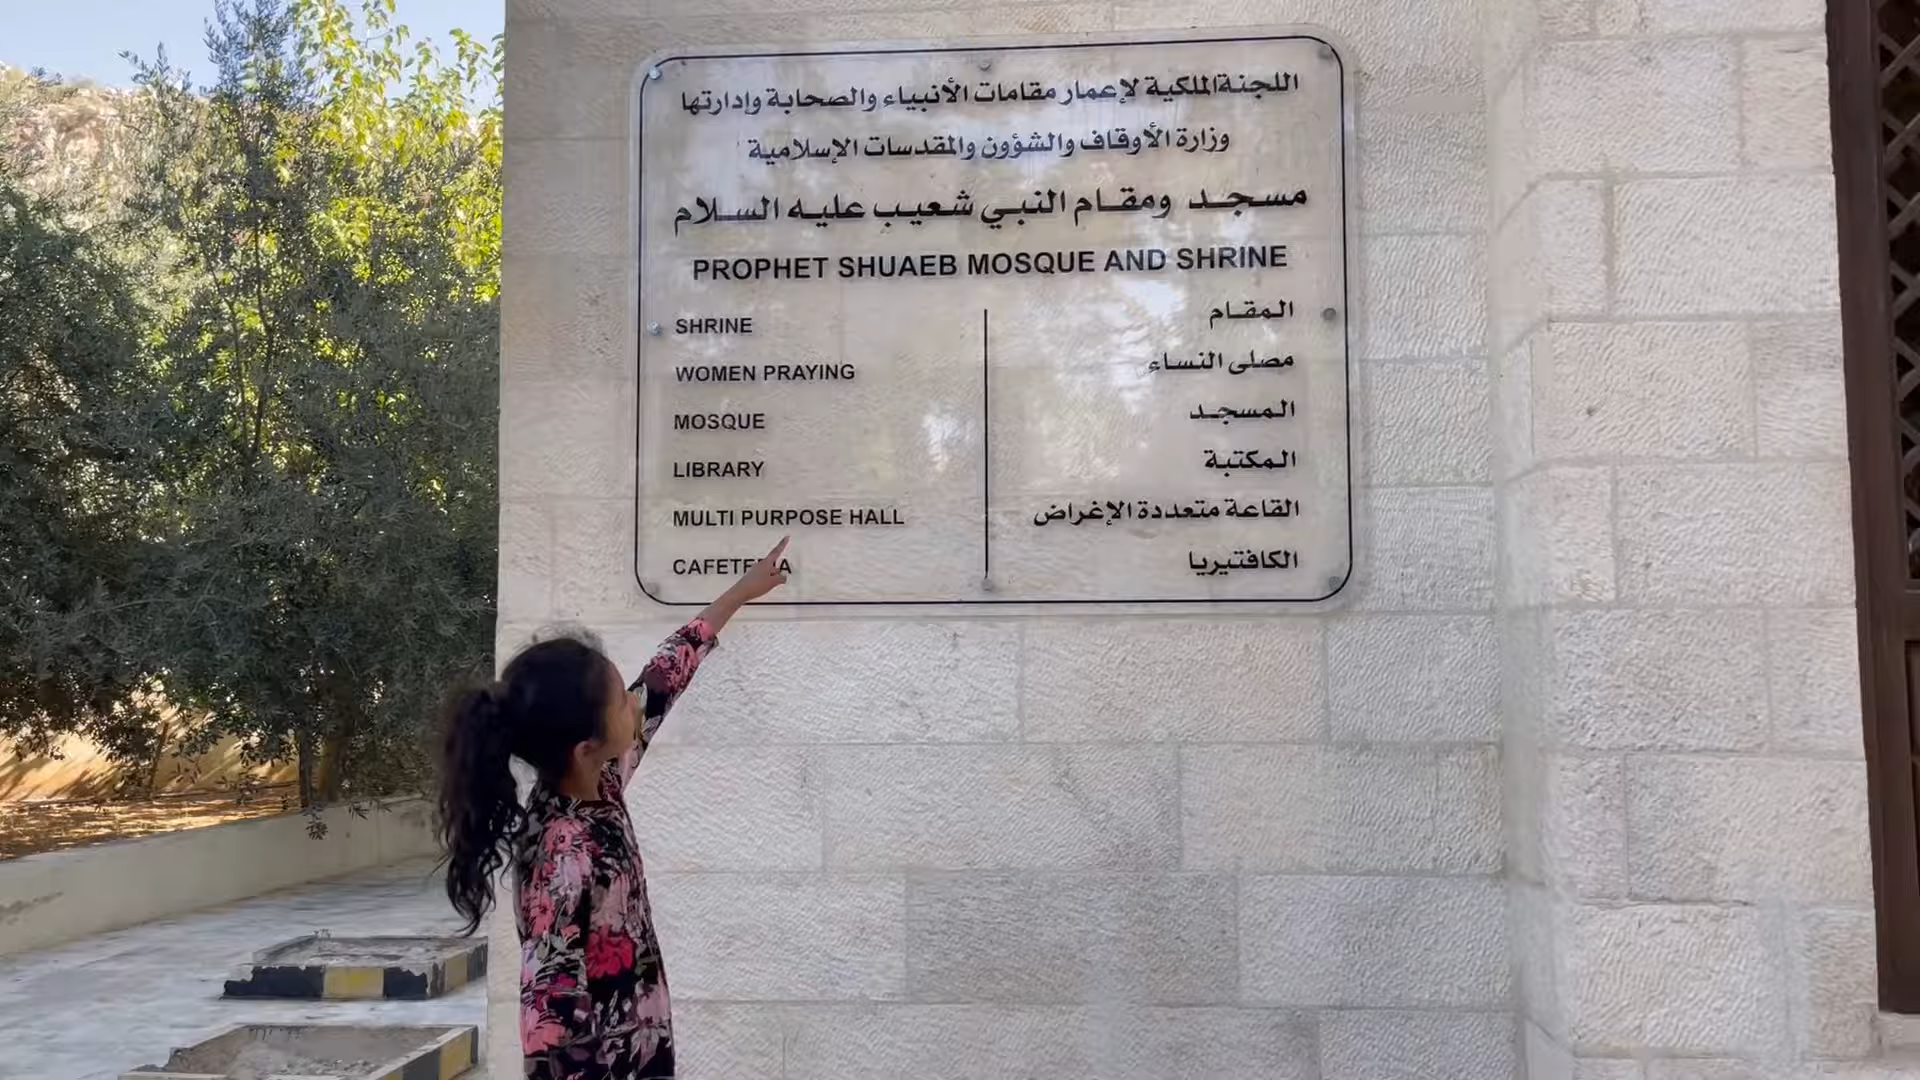 اللجنة الملكية لإعمار مقامات الأنبياء والصحابة وإدارتها
وزارة الأوقاف والشؤون والمقدسات الإسلامية
مسجد ومقام النبي شعيب عليه السلام
PROPHET SHUAEB MOSQUE AND SHRINE
SHRINE المقام
WOMEN PRAYING مصلى النساء
MOSQUE المسجد
LIBRARY المكتبة
MULTI PURPOSE HALL القاعة متعددة الإغراض
CAFETERIA الكافتيريا